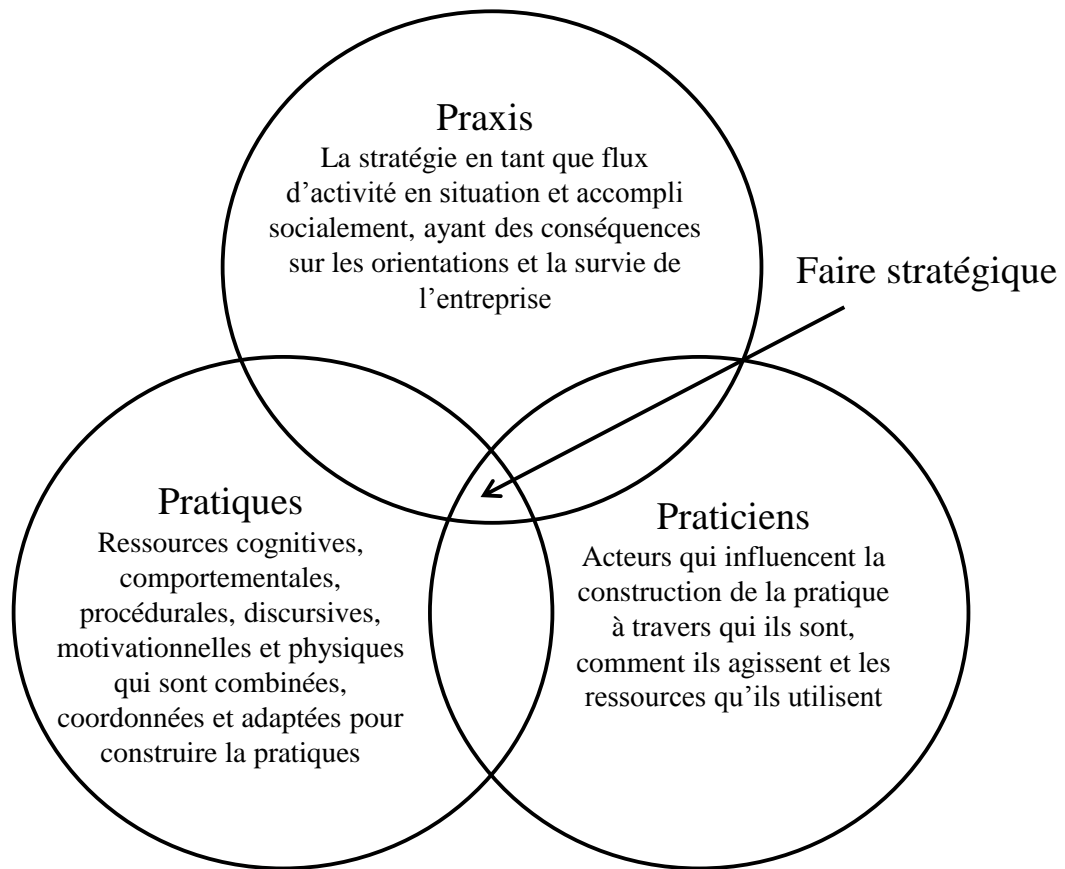 Praxis
La stratégie en tant que flux
d’activité en situation et accompli
socialement, ayant des conséquences
sur les orientations et la survie de
l’entreprise
Faire stratégique
Pratiques
Ressources cognitives,
comportementales,
procédurales, discursives,
motivationnelles et physiques
qui sont combinées,
coordonnées et adaptées pour
construire la pratiques
Praticiens
Acteurs qui influencent la
construction de la pratique
à travers qui ils sont,
comment ils agissent et les
ressources qu’ils utilisent